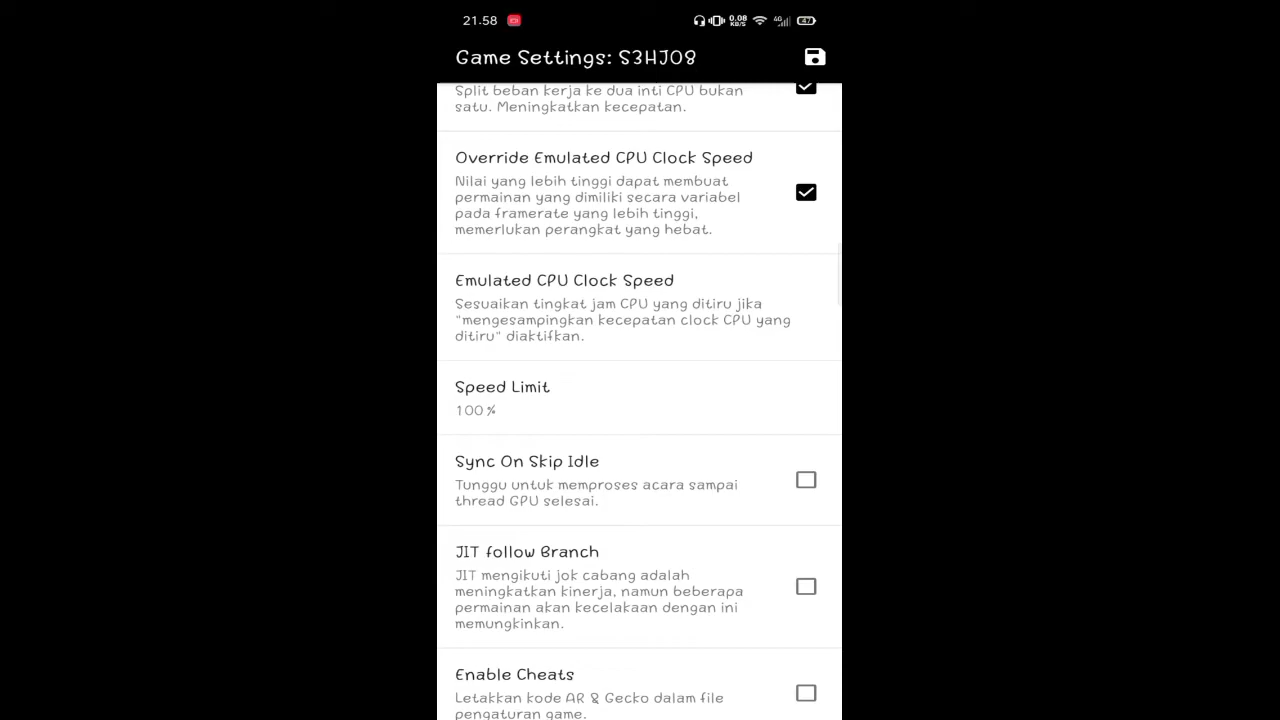 21.58
0.08
KB/S
4G
47
Game Settings: S3HJ08
Split beban kerja ke dua inti CPU bukan
satu. Meningkatkan kecepatan.
Override Emulated CPU Clock Speed
Nilai yang lebih tinggi dapat membuat
permainan yang dimiliki secara variabel
pada framerate yang lebih tinggi,
memerlukan perangkat yang hebat.
Emulated CPU Clock Speed
Sesuaikan tingkat jam CPU yang ditiru jika
"mengesampingkan kecepatan clock CPU yang
ditiru" diaktifkan.
Speed Limit
100%
Sync On Skip Idle
Tunggu untuk memproses acara sampai
thread GPU selesai.
JIT follow Branch
JIT mengikuti jok cabang adalah
meningkatkan kinerja, namun beberapa
permainan akan kecelakaan dengan ini
memungkinkan.
Enable Cheats
Letakkan kode AR & Gecko dalam file
pengaturan game.